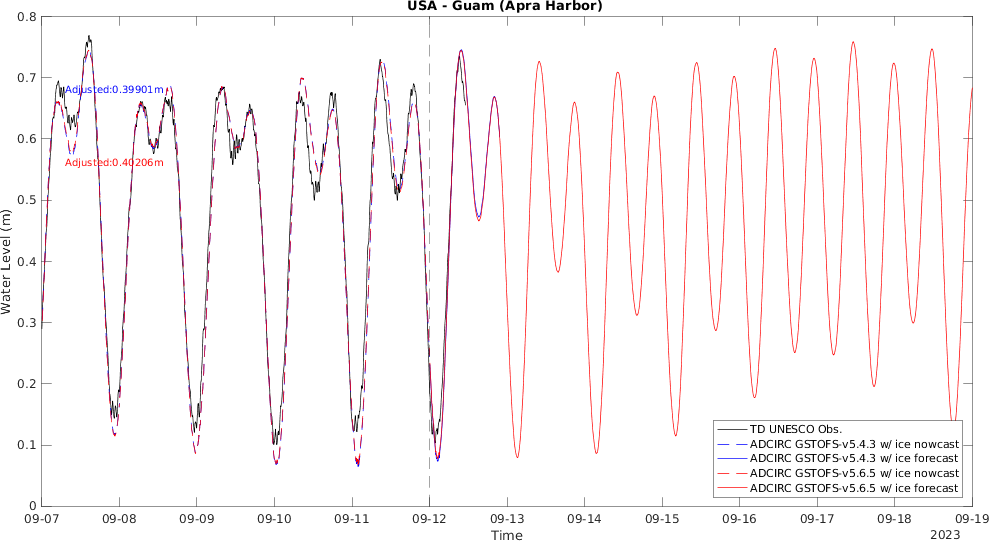 USA - Guam (Apra Harbor)
0.8
0.7
0.6
0.5
0.4
0.3
0.2
0.1
0
Water Level (m)
Adjusted:0.39901m
Adjusted:0.40206m
TD UNESCO Obs.
ADCIRC GSTOFS-v5.4.3 w/ ice nowcast
ADCIRC GSTOFS-v5.4.3 w/ ice forecast
ADCIRC GSTOFS-v5.6.5 w/ ice nowcast
ADCIRC GSTOFS-v5.6.5 w/ ice forecast
09-07 09-08 09-09 09-10 09-11 09-12 09-13 09-14 09-15 09-16 09-17 09-18 09-19
Time
2023